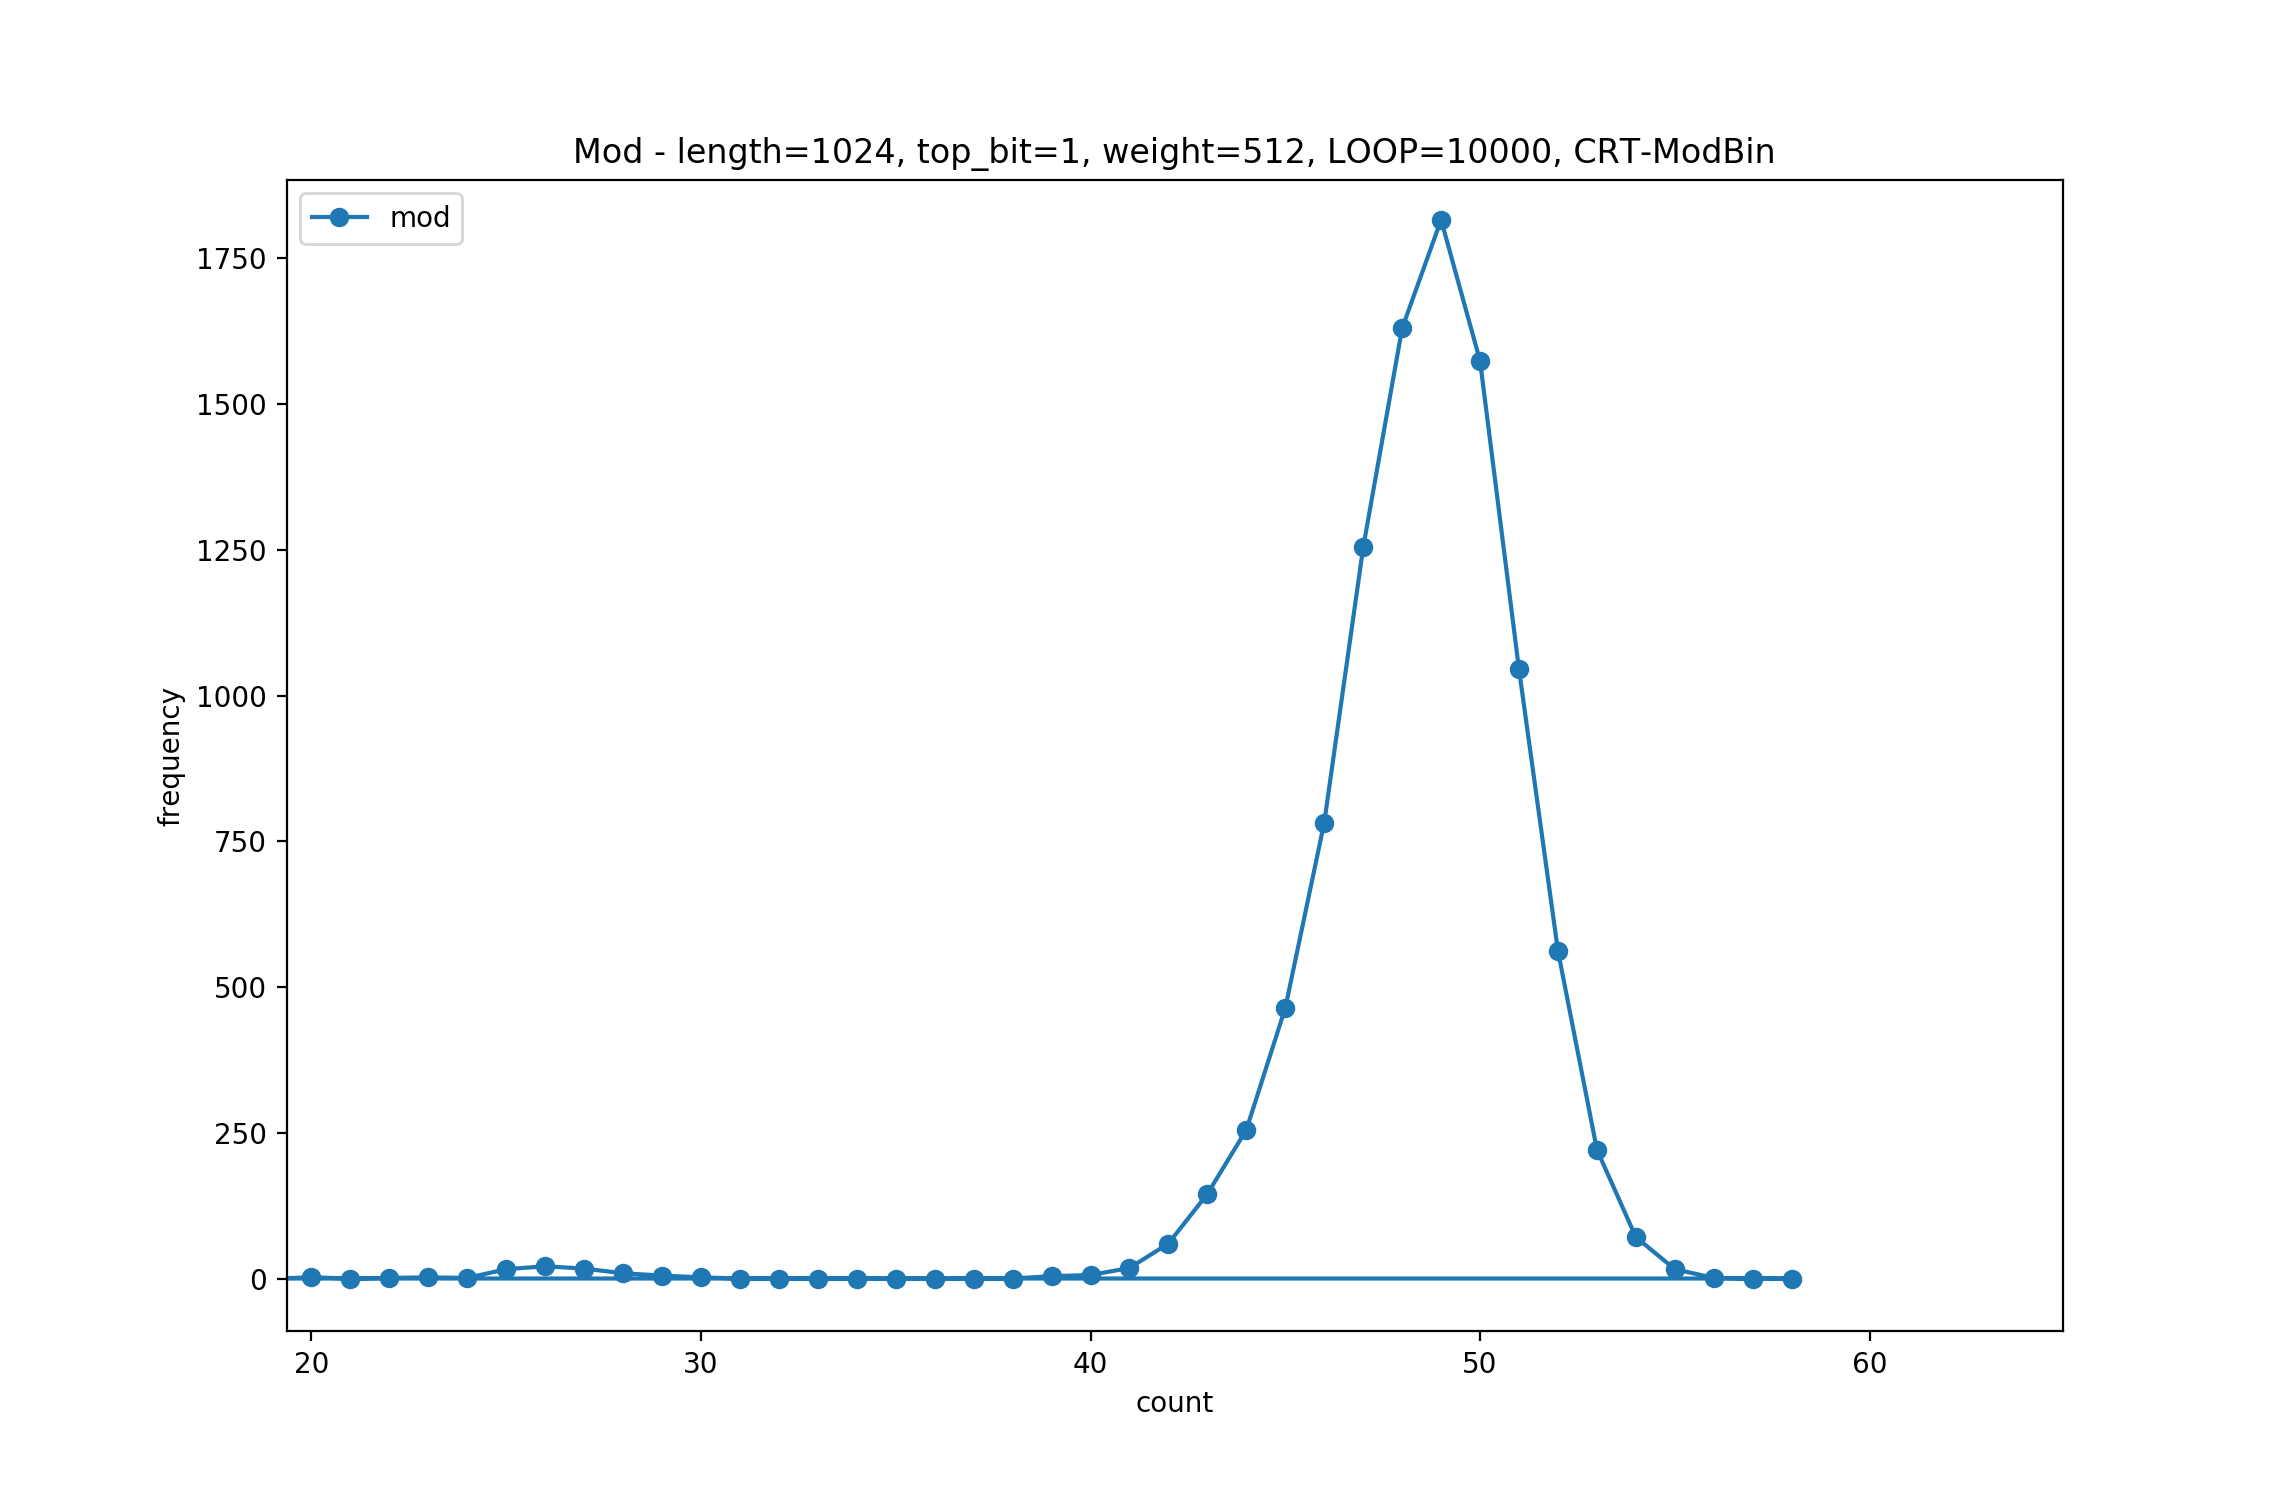 Mod - length=1024, top_bit=1, weight=512, LOOP=10000, CRT-ModBin
mod
1750
1500
1250
1000
750
500
250
0
frequency
20 30 40 50 60
count